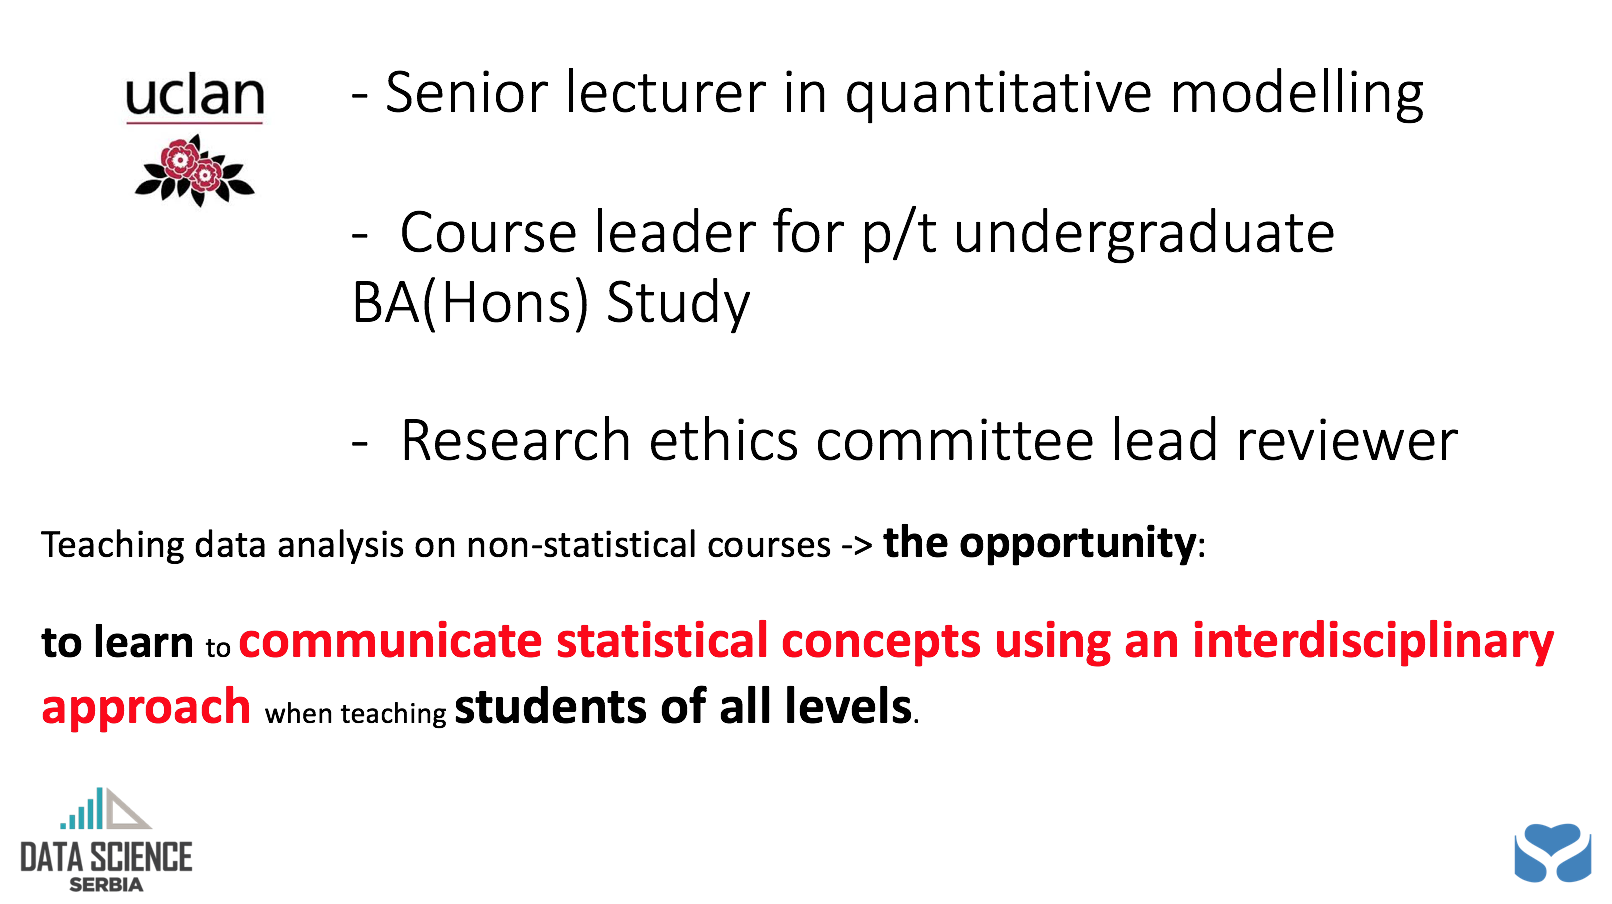 uclan
- Senior lecturer in quantitative modelling
- Course leader for p/t undergraduate
BA(Hons) Study
- Research ethics committee lead reviewer
Teaching data analysis on non-statistical courses -> the opportunity:
to learn to communicate statistical concepts using an interdisciplinary
approach when teaching students of all levels.
DATA SCIENCE
SERBIA